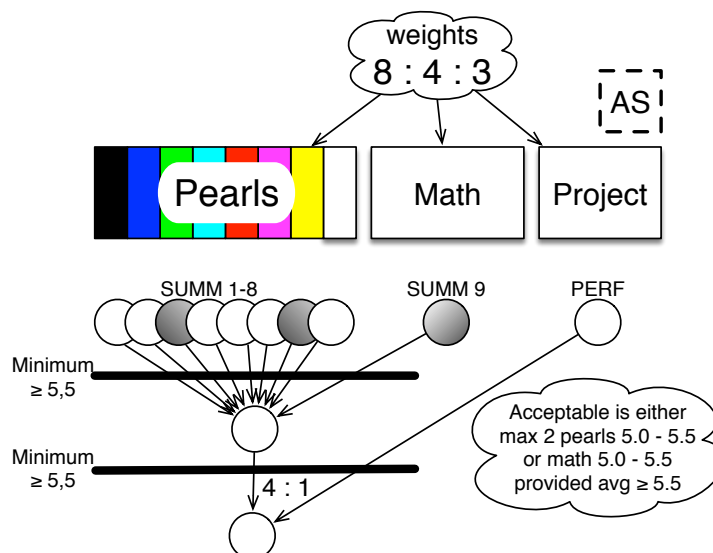 weights
8 : 4 : 3
AS
Pearls
Math
Project
SUMM 1-8
SUMM 9
PERF
Minimum
≥ 5,5
Acceptable is either
max 2 pearls 5.0 - 5.5
or math 5.0 - 5.5
provided avg ≥ 5.5
Minimum
≥ 5,5
4 : 1